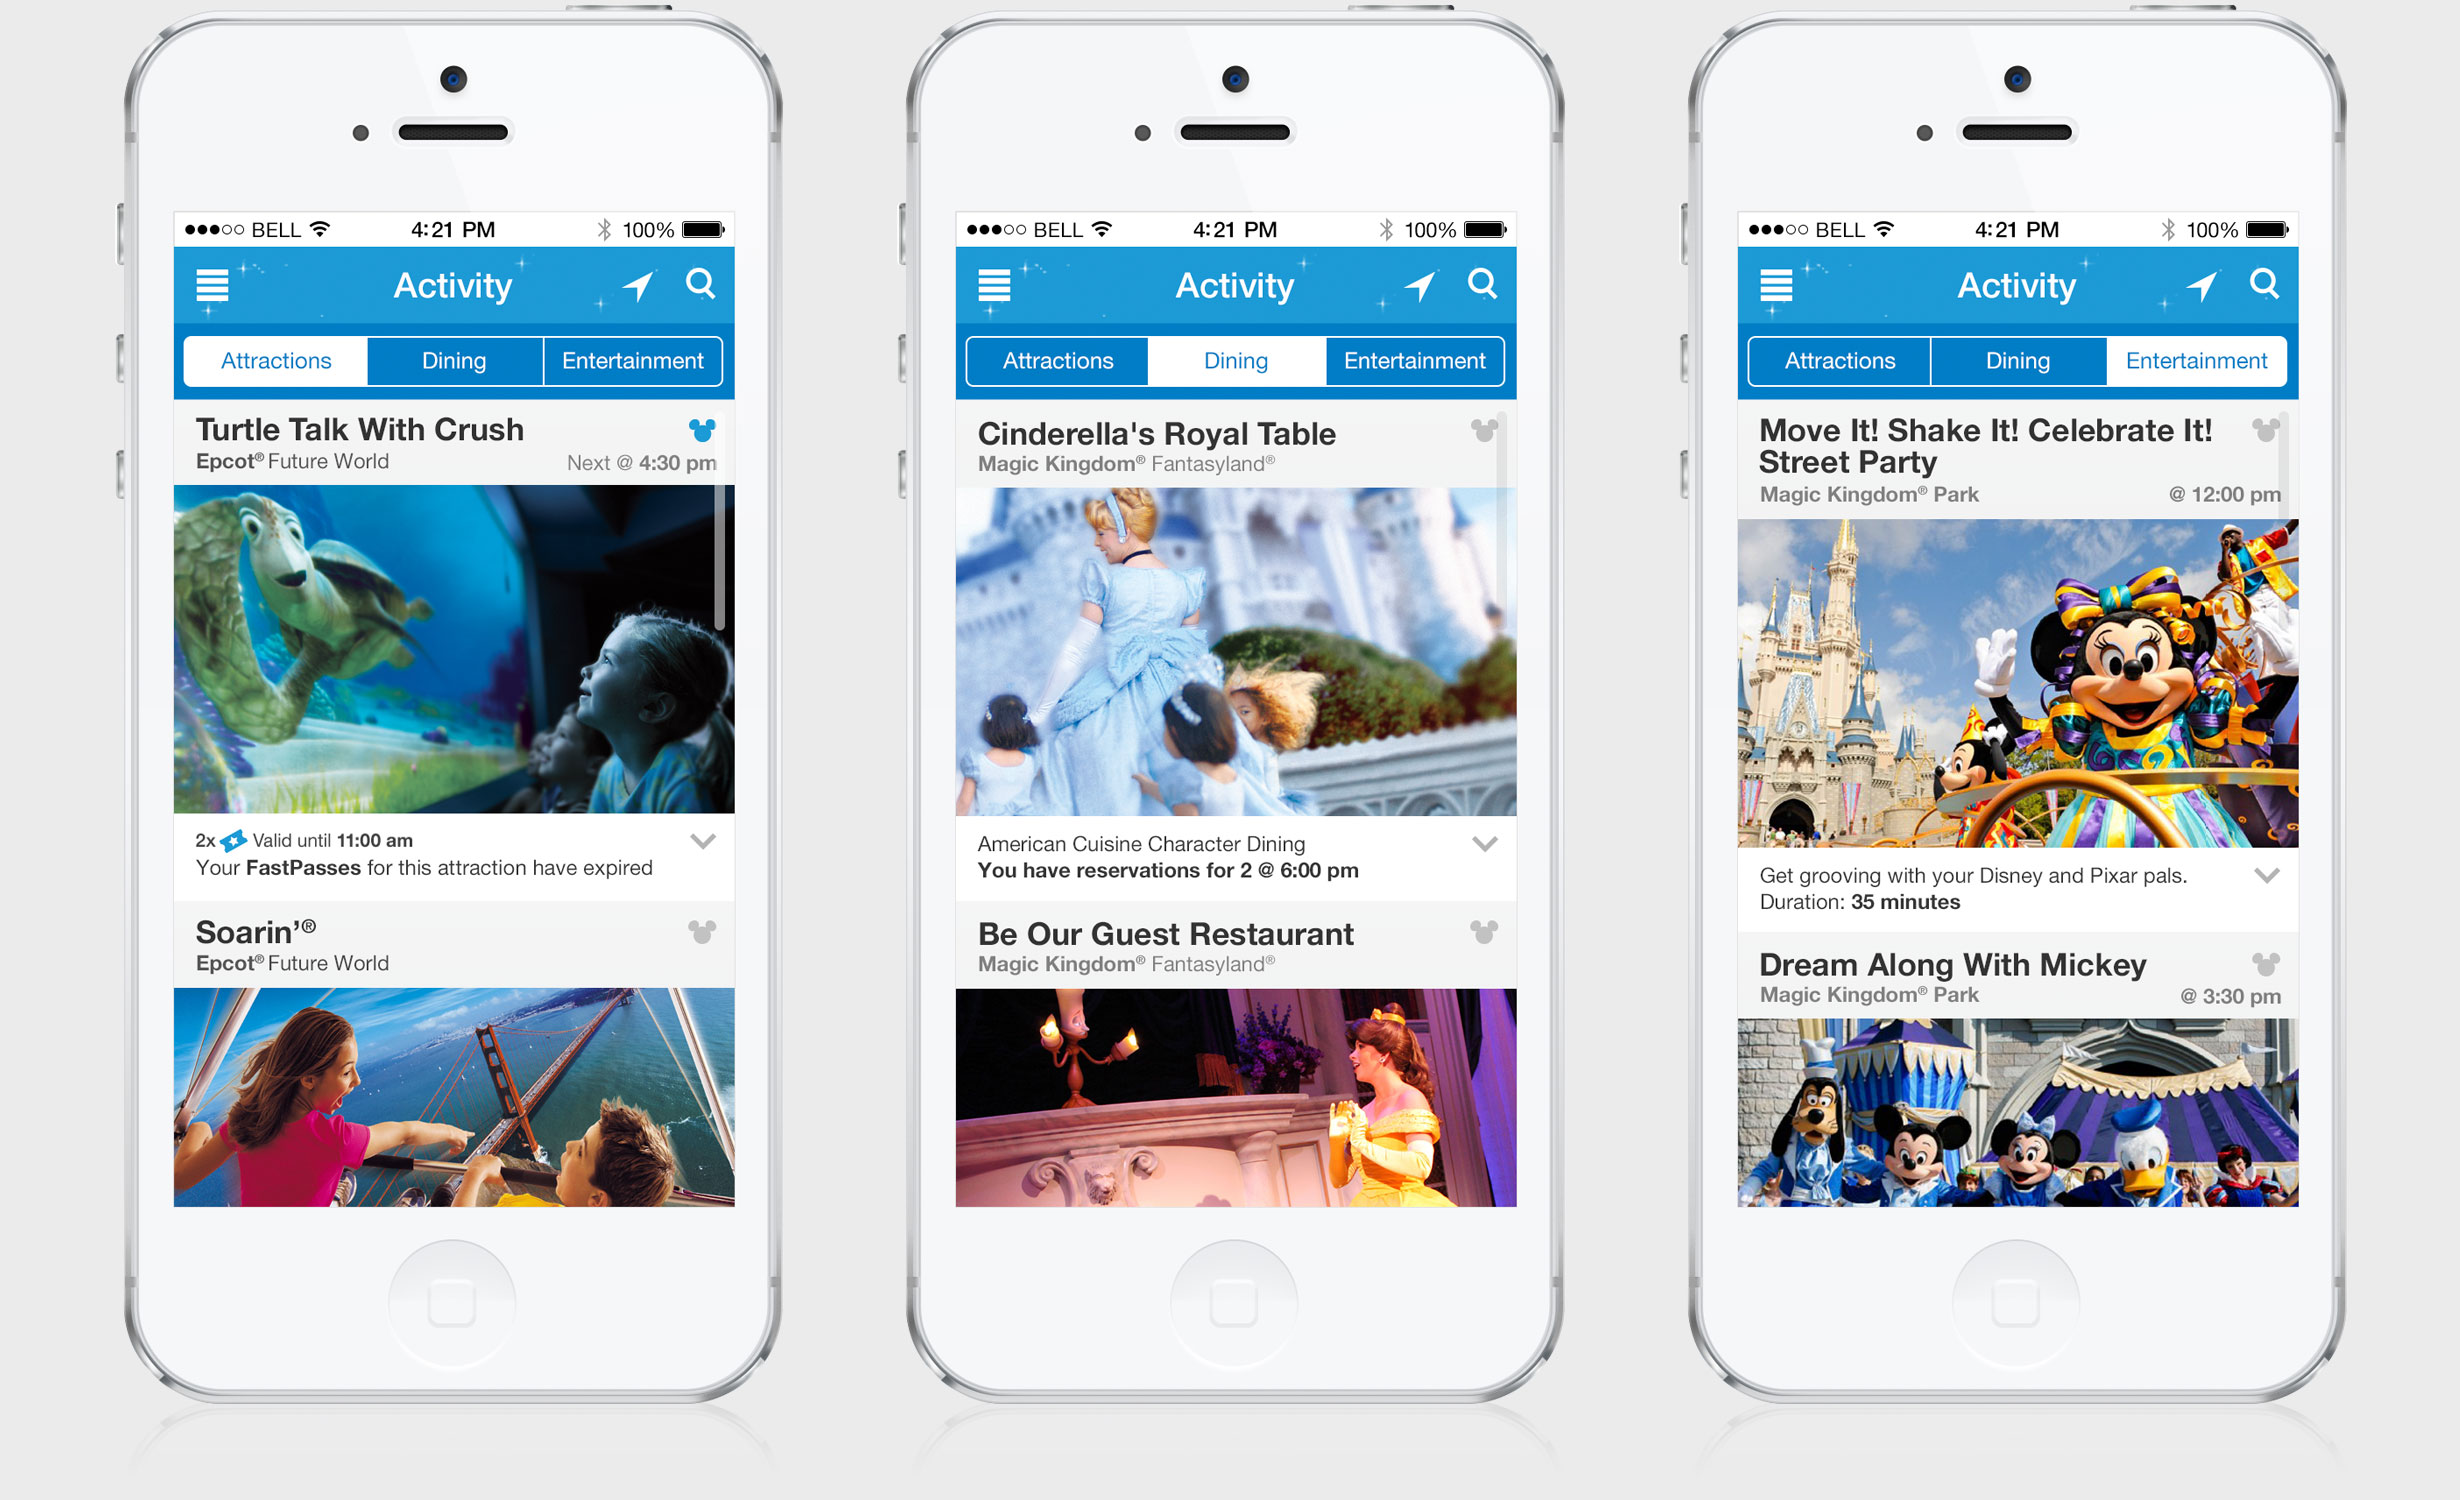 BELL 4:21 PM 100%
Activity
Attractions Dining Entertainment
Turtle Talk With Crush
Epcot® Future World Next @ 4:30 pm
2x Valid until 11:00 am
Your FastPasses for this attraction have expired
Soarin’®
Epcot® Future World
BELL 4:21 PM 100%
Activity
Attractions Dining Entertainment
Cinderella's Royal Table
Magic Kingdom® Fantasyland®
American Cuisine Character Dining
You have reservations for 2 @ 6:00 pm
Be Our Guest Restaurant
Magic Kingdom® Fantasyland®
BELL 4:21 PM 100%
Activity
Attractions Dining Entertainment
Move It! Shake It! Celebrate It!
Street Party
Magic Kingdom® Park @ 12:00 pm
Get grooving with your Disney and Pixar pals.
Duration: 35 minutes
Dream Along With Mickey
Magic Kingdom® Park @ 3:30 pm